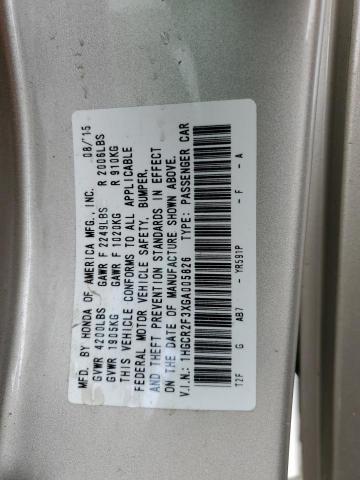 MFD. BY HONDA OF AMERICA MFG., INC. 08/15
GVWR 4200LBS GAWR F 2249LBS R 2006LBS
GVWR 1905KG GAWR F 1020KG R 910KG
THIS VEHICLE CONFORMS TO ALL APPLICABLE
FEDERAL MOTOR VEHICLE SAFETY, BUMPER,
AND THEFT PREVENTION STANDARDS IN EFFECT
ON THE DATE OF MANUFACTURE SHOWN ABOVE.
V.I.N.: 1HGCR2F3XGA005826 TYPE: PASSENGER CAR
T2F G AB7 - YR591P - F - A